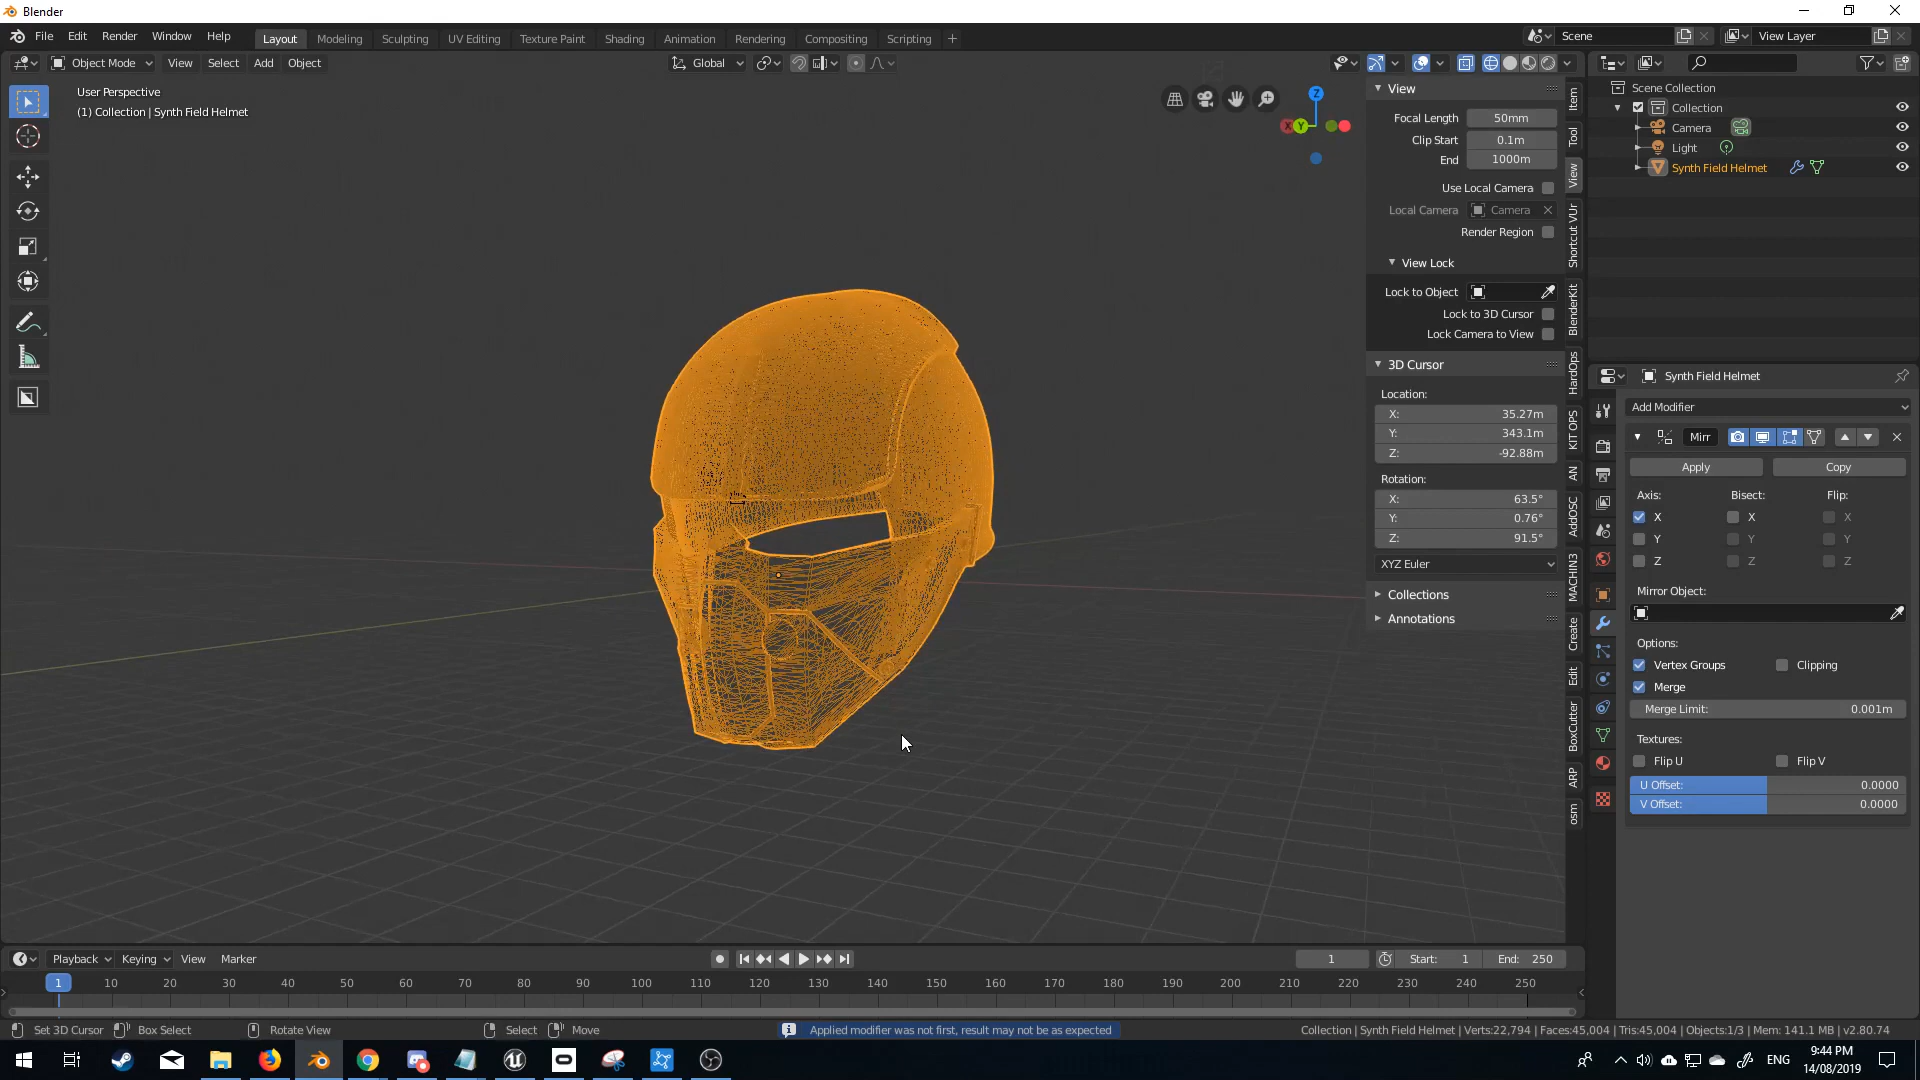 Blender
File Edit Render Window Help
Layout Modeling Sculpting UV Editing Texture Paint Shading Animation Rendering Compositing Scripting +
Scene
View Layer
Object Mode View Select Add Object
Global
User Perspective
(1) Collection | Synth Field Helmet
Z
X
Y
View
Focal Length 50mm
Clip Start 0.1m
End 1000m
Use Local Camera
Local Camera Camera
Render Region
View Lock
Lock to Object
Lock to 3D Cursor
Lock Camera to View
3D Cursor
Location:
X: 35.27m
Y: 343.1m
Z: -92.88m
Rotation:
X: 63.5°
Y: 0.76°
Z: 91.5°
XYZ Euler
Collections
Annotations
Item
Tool
View
Shortcut VUr
BlenderKit
HardOps
KIT OPS
AN
AddOSC
MACHIN3
Create
Edit
BoxCutter
ARP
osm
Scene Collection
Collection
Camera
Light
Synth Field Helmet
Synth Field Helmet
Add Modifier
Mirr
Apply Copy
Axis: Bisect: Flip:
X X X
Y Y Y
Z Z Z
Mirror Object:
Options:
Vertex Groups Clipping
Merge
Merge Limit: 0.001m
Textures:
Flip U Flip V
U Offset: 0.0000
V Offset: 0.0000
Playback Keying View Marker
1 Start: 1 End: 250
1 10 20 30 40 50 60 70 80 90 100 110 120 130 140 150 160 170 180 190 200 210 220 230 240 250
Set 3D Cursor Box Select Rotate View Select Move
Applied modifier was not first, result may not be as expected
Collection | Synth Field Helmet | Verts:22,794 | Faces:45,004 | Tris:45,004 | Objects:1/3 | Mem: 141.1 MB | v2.80.74
ENG
9:44 PM
14/08/2019